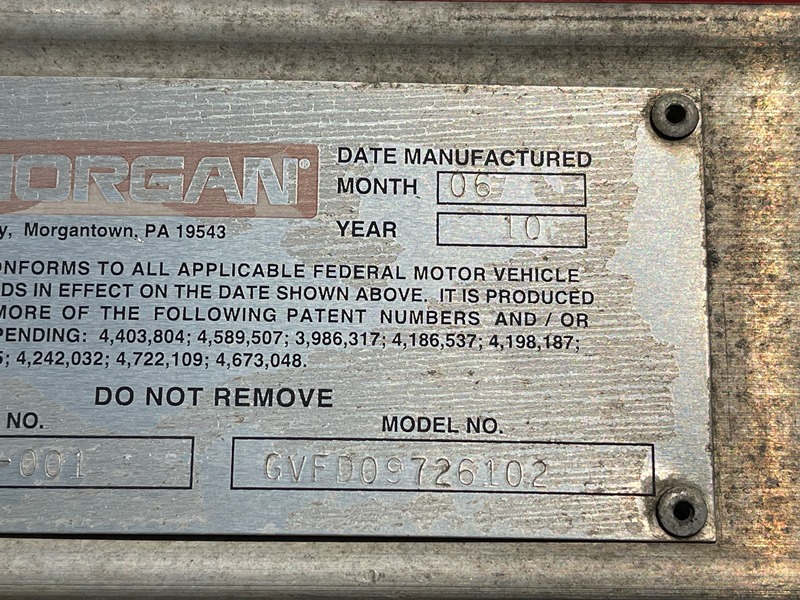 MORGAN®
DATE MANUFACTURED
MONTH 06
YEAR 10
y, Morgantown, PA 19543
ONFORMS TO ALL APPLICABLE FEDERAL MOTOR VEHICLE
DS IN EFFECT ON THE DATE SHOWN ABOVE. IT IS PRODUCED
MORE OF THE FOLLOWING PATENT NUMBERS AND / OR
PENDING: 4,403,804; 4,589,507; 3,986,317; 4,186,537; 4,198,187;
5; 4,242,032; 4,722,109; 4,673,048.
DO NOT REMOVE
NO.
-001
MODEL NO.
GVFD09726102